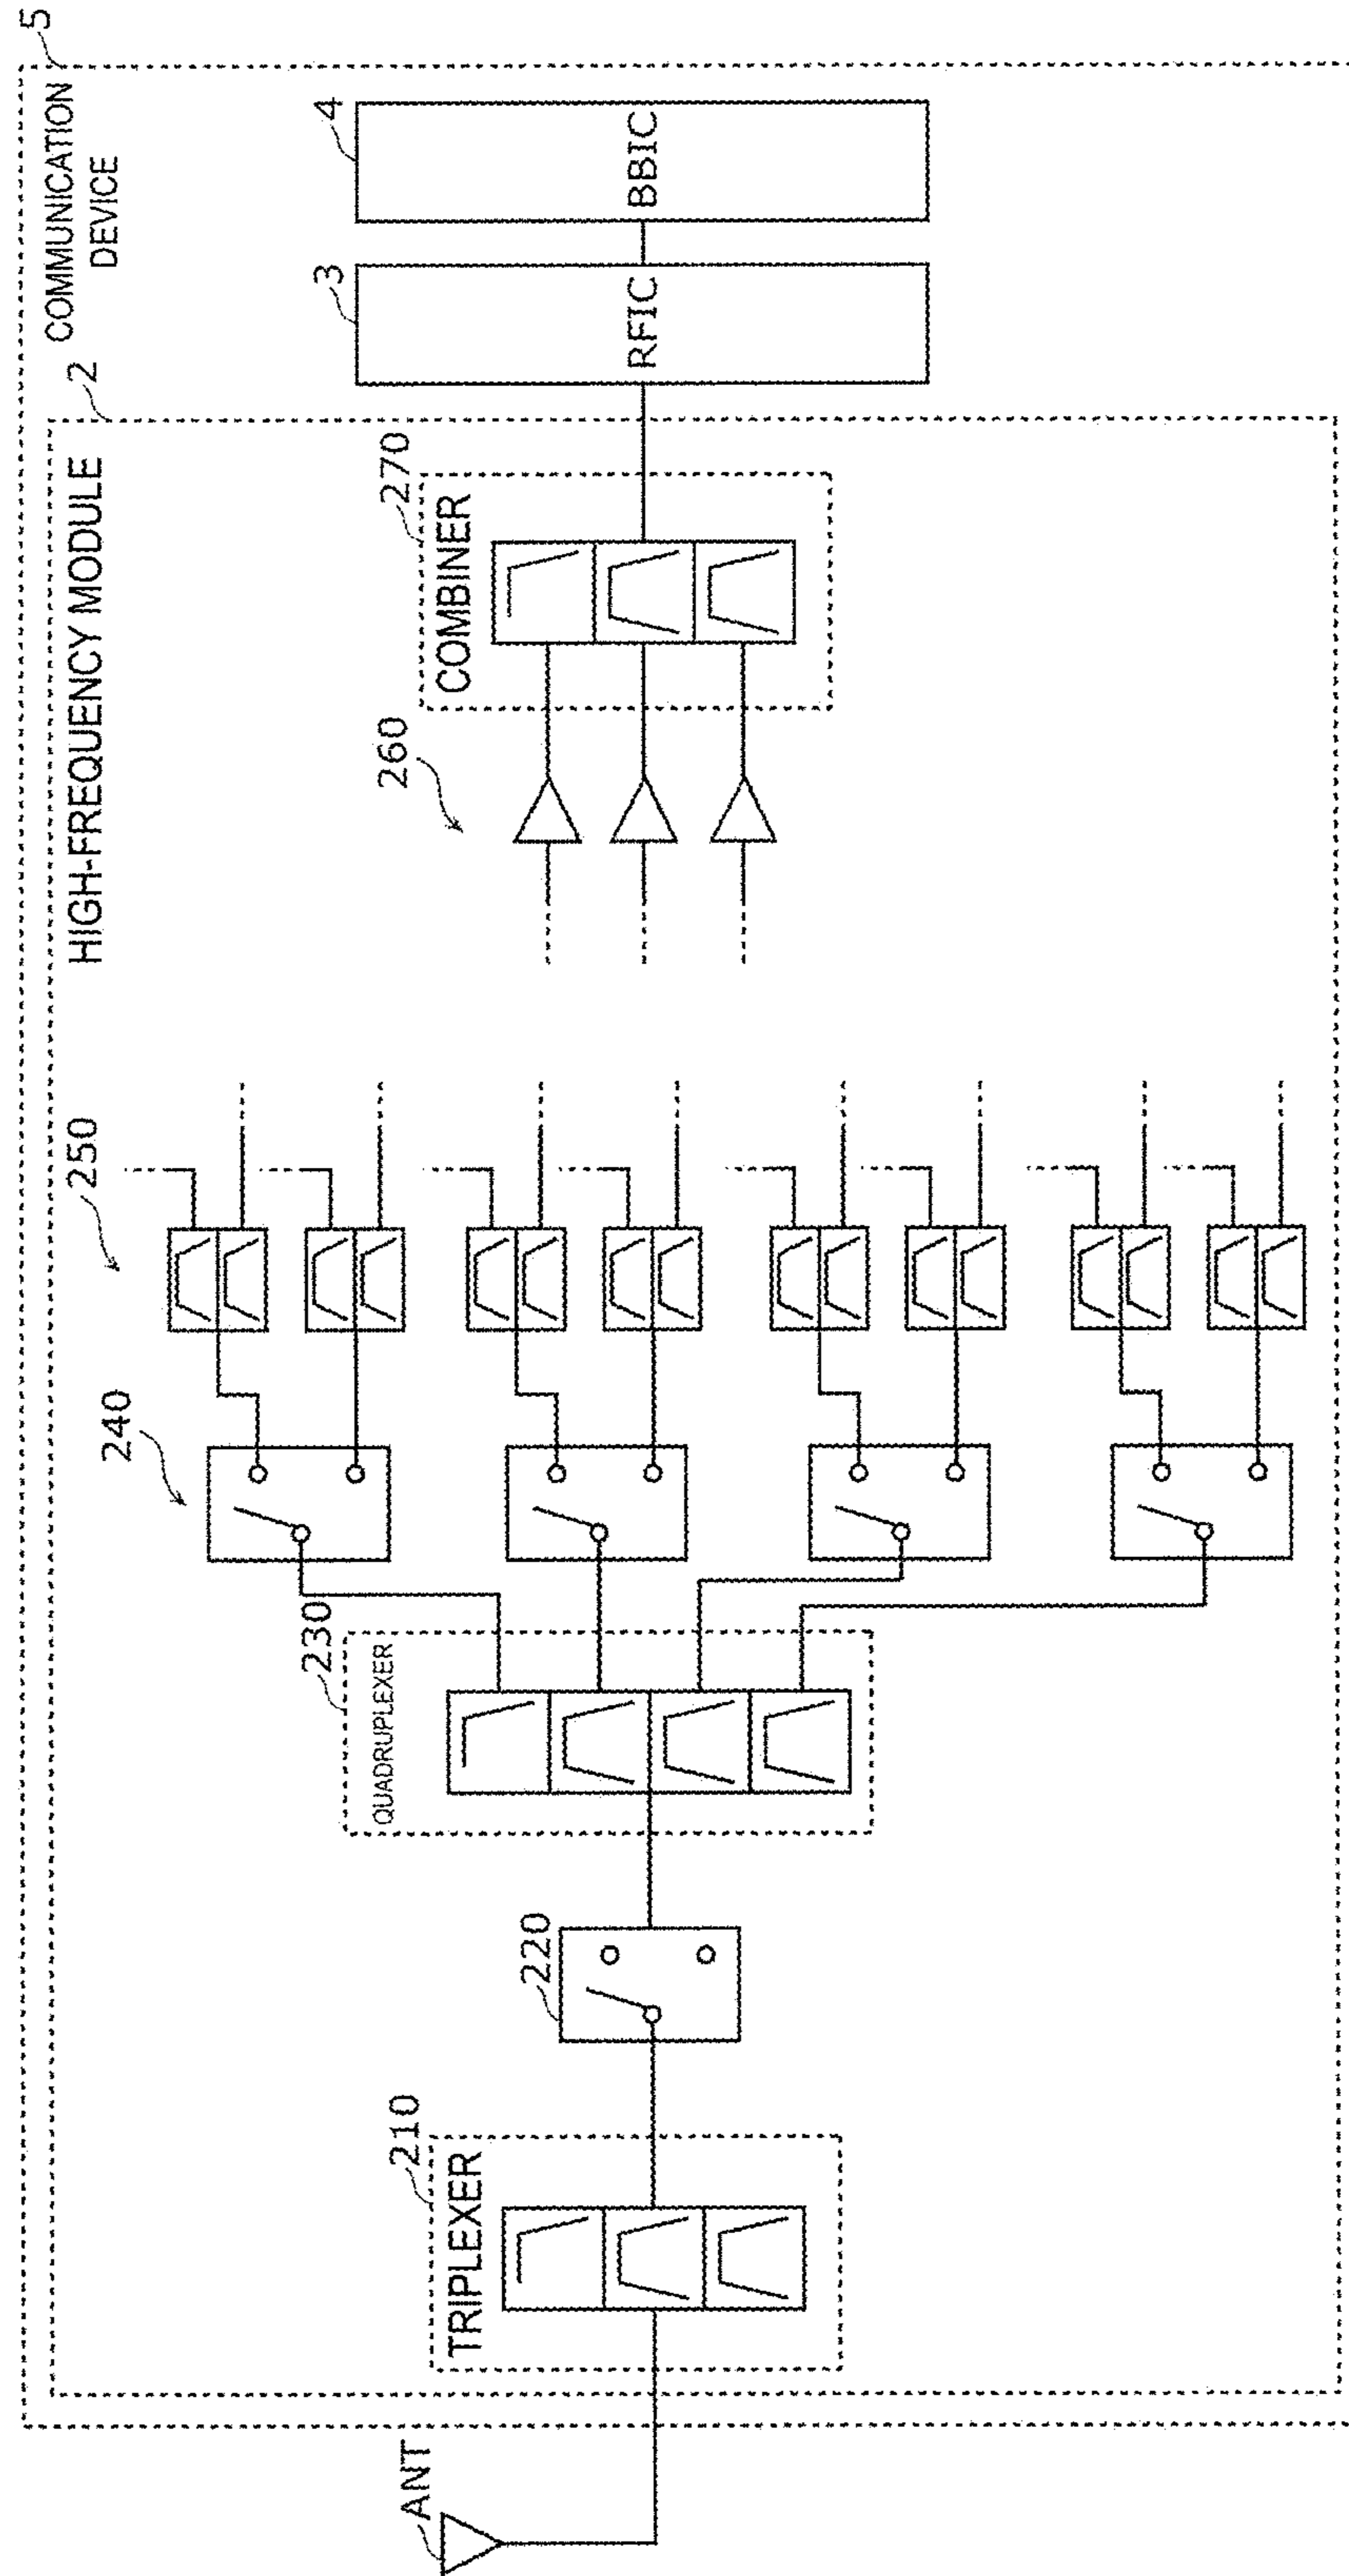 5
COMMUNICATION
DEVICE
2
HIGH-FREQUENCY MODULE
ANT
210
TRIPLEXER
220
230
QUADRUPLEXER
240
250
260
270
COMBINER
3
RFIC
4
BBIC